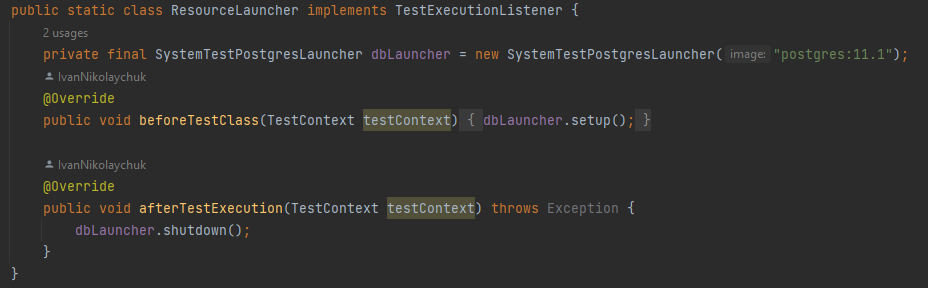 public static class ResourceLauncher implements TestExecutionListener {
2 usages
private final SystemTestPostgresLauncher dbLauncher = new SystemTestPostgresLauncher( image: "postgres:11.1");
IvanNikolaychuk
@Override
public void beforeTestClass(TestContext testContext) { dbLauncher.setup(); }
IvanNikolaychuk
@Override
public void afterTestExecution(TestContext testContext) throws Exception {
dbLauncher.shutdown();
}
}